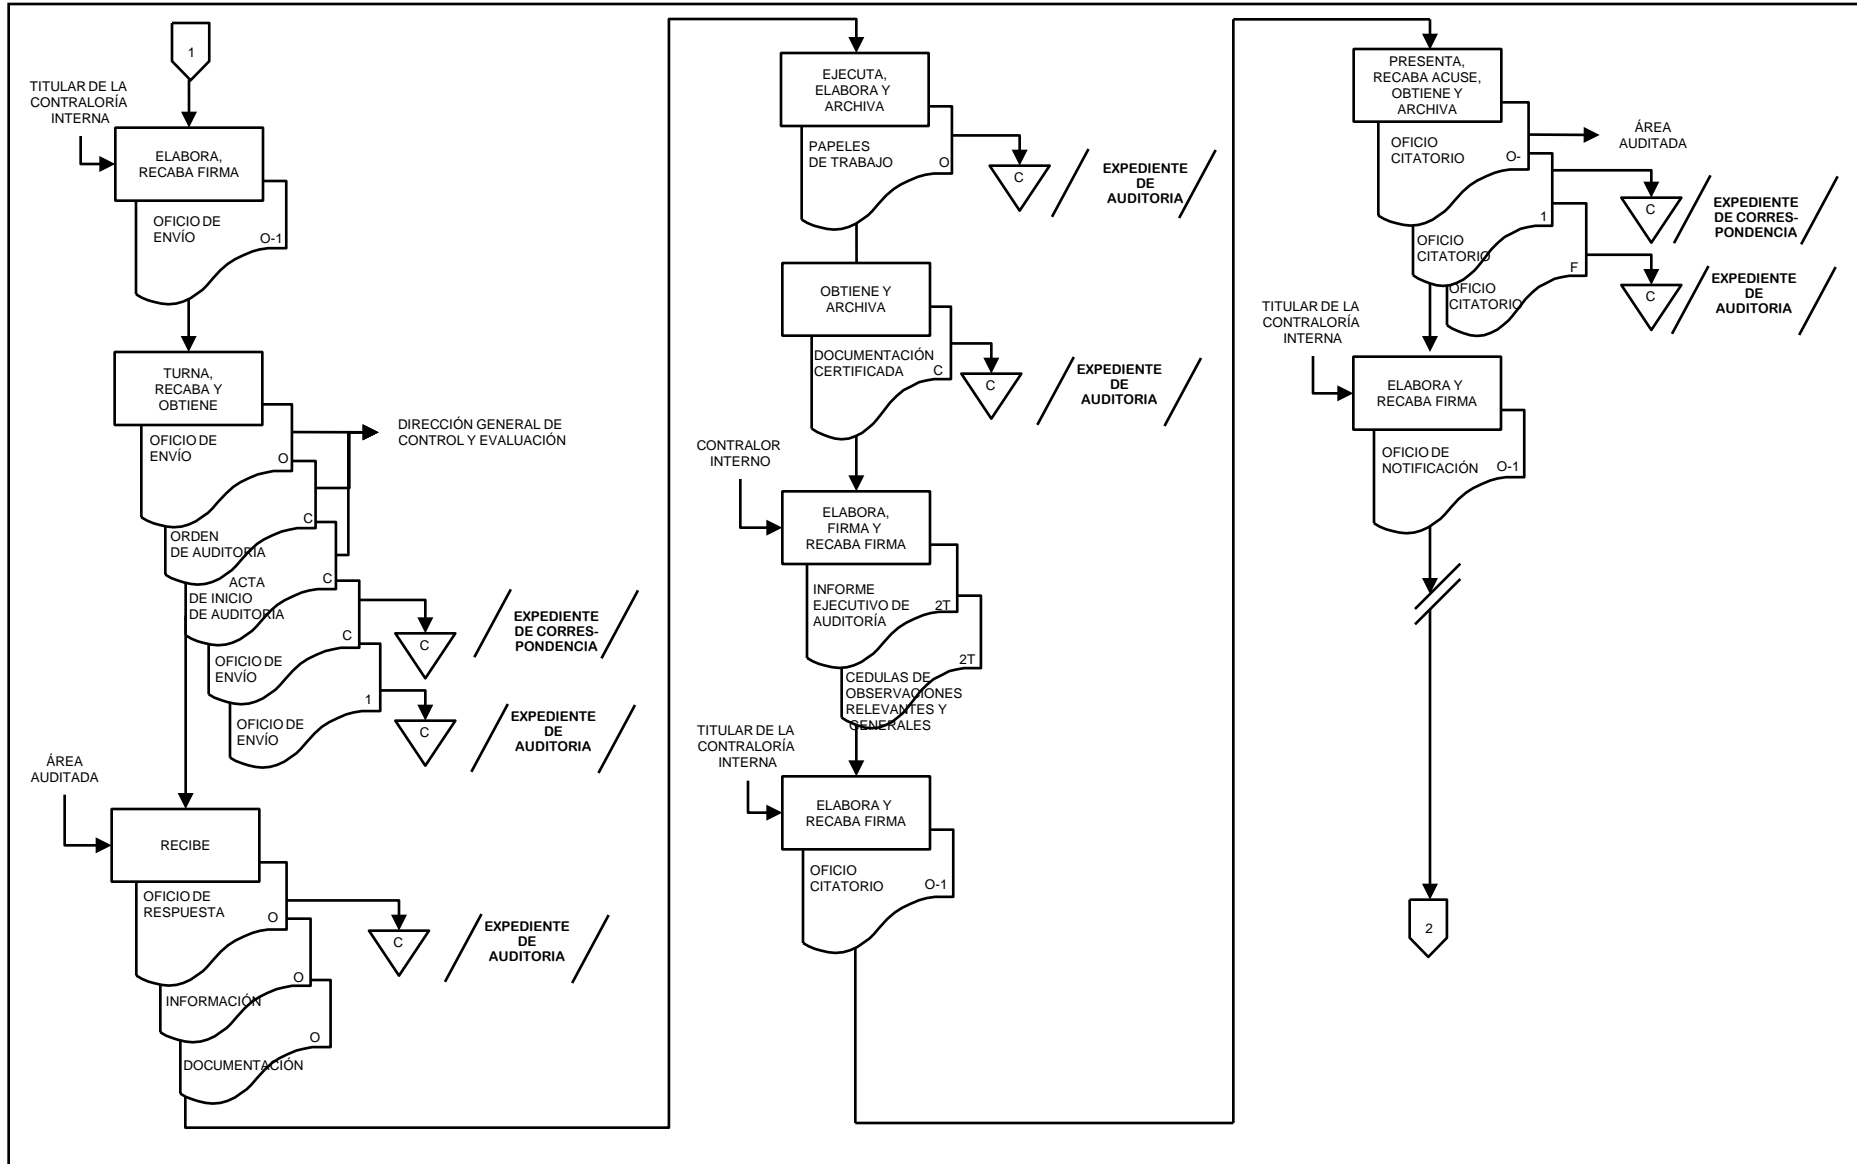 1
TITULAR DE LA
CONTRALORÍA
INTERNA
ELABORA,
RECABA FIRMA
OFICIO DE
ENVÍO
O-1
TURNA,
RECABA Y
OBTIENE
OFICIO DE
ENVÍO
O
DIRECCIÓN GENERAL DE
CONTROL Y EVALUACIÓN
C
ORDEN
DE AUDITORÍA
C
ACTA
DE INICIO
DE AUDITORÍA
C
OFICIO DE
ENVÍO
C
EXPEDIENTE
DE CORRES-
PONDENCIA
1
OFICIO DE
ENVÍO
C
EXPEDIENTE
DE
AUDITORIA
ÁREA
AUDITADA
RECIBE
OFICIO DE
RESPUESTA
O
C
EXPEDIENTE
DE
AUDITORIA
O
INFORMACIÓN
O
DOCUMENTACIÓN
EJECUTA,
ELABORA Y
ARCHIVA
PAPELES
DE TRABAJO
O
C
EXPEDIENTE
DE
AUDITORIA
OBTIENE Y
ARCHIVA
DOCUMENTACIÓN
CERTIFICADA
C
C
EXPEDIENTE
DE
AUDITORIA
CONTRALOR
INTERNO
ELABORA,
FIRMA Y
RECABA FIRMA
INFORME
EJECUTIVO DE
AUDITORÍA
2T
2T
CEDULAS DE
OBSERVACIONES
RELEVANTES Y
GENERALES
TITULAR DE LA
CONTRALORÍA
INTERNA
ELABORA Y
RECABA FIRMA
OFICIO
CITATORIO
O-1
PRESENTA,
RECABA ACUSE,
OBTIENE Y
ARCHIVA
OFICIO
CITATORIO
O-
ÁREA
AUDITADA
1
OFICIO
CITATORIO
C
EXPEDIENTE
DE CORRES-
PONDENCIA
F
OFICIO
CITATORIO
C
EXPEDIENTE
DE
AUDITORIA
TITULAR DE LA
CONTRALORÍA
INTERNA
ELABORA Y
RECABA FIRMA
OFICIO DE
NOTIFICACIÓN
O-1
2